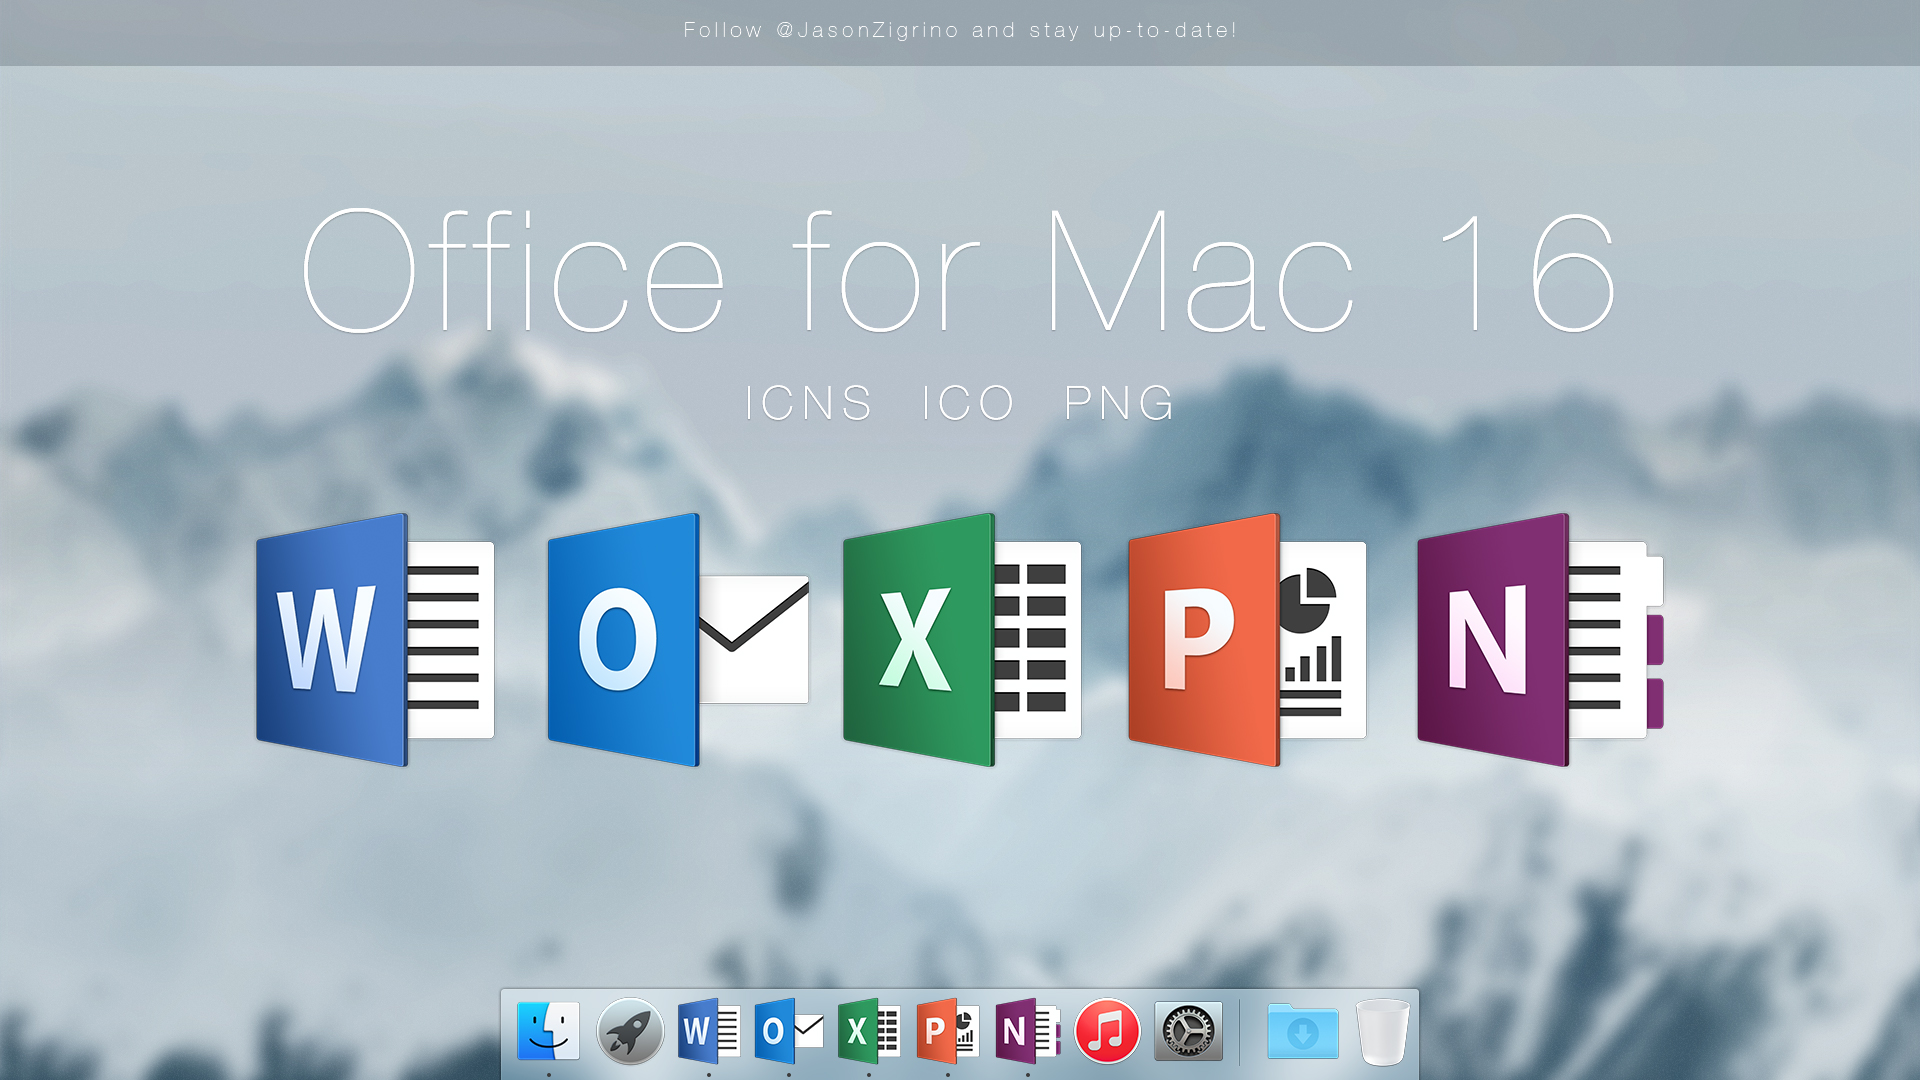 Follow @JasonZigrino and stay up-to-date!
Office for Mac 16
ICNS ICO PNG
W O X P N
W O X P N